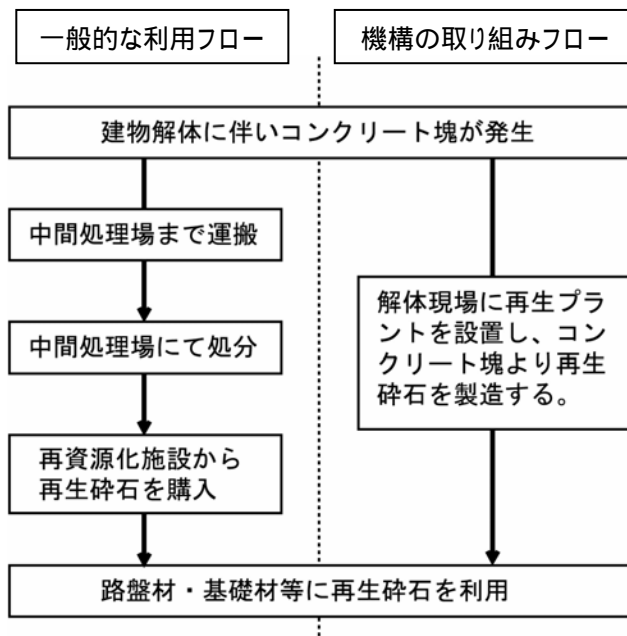 一般的な利用フロー
機構の取り組みフロー
建物解体に伴いコンクリート塊が発生
中間処理場まで運搬
中間処理場にて処分
再資源化施設から
再生砕石を購入
解体現場に再生プラ
ントを設置し、コン
クリート塊より再生
砕石を製造する。
路盤材・基礎材等に再生砕石を利用